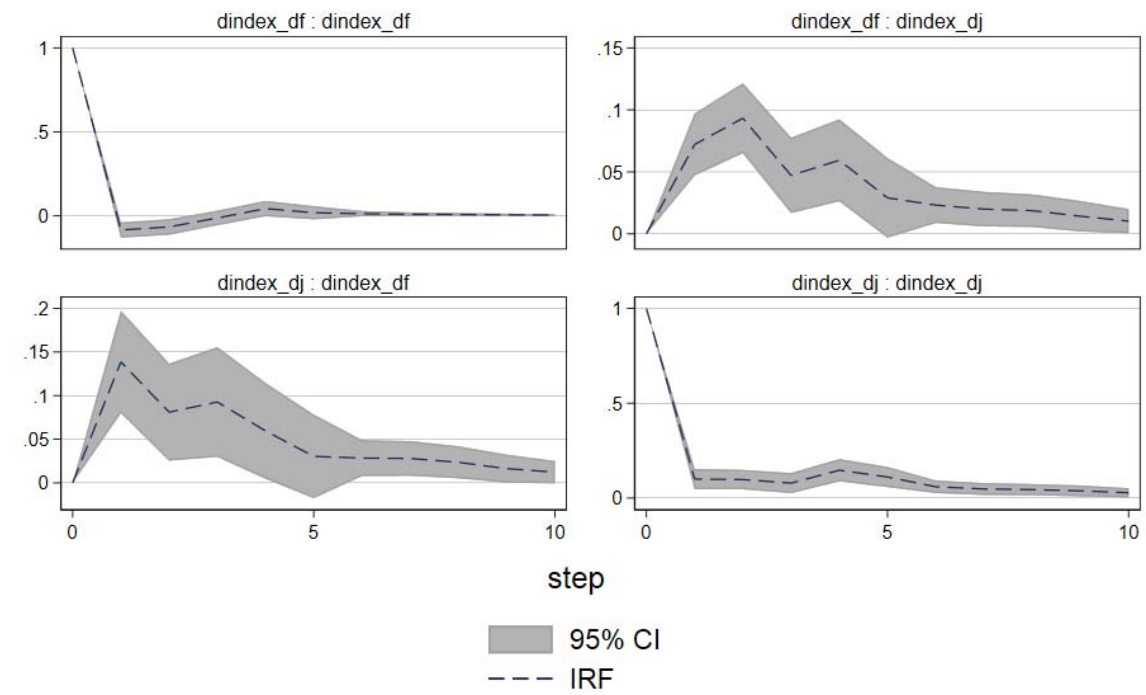 dindex_df : dindex_df
1
.5
0
dindex_df : dindex_dj
.15
.1
.05
0
dindex_dj : dindex_df
.2
.15
.1
.05
0
0 5 10
dindex_dj : dindex_dj
1
.5
0
0 5 10
step
95% CI
IRF